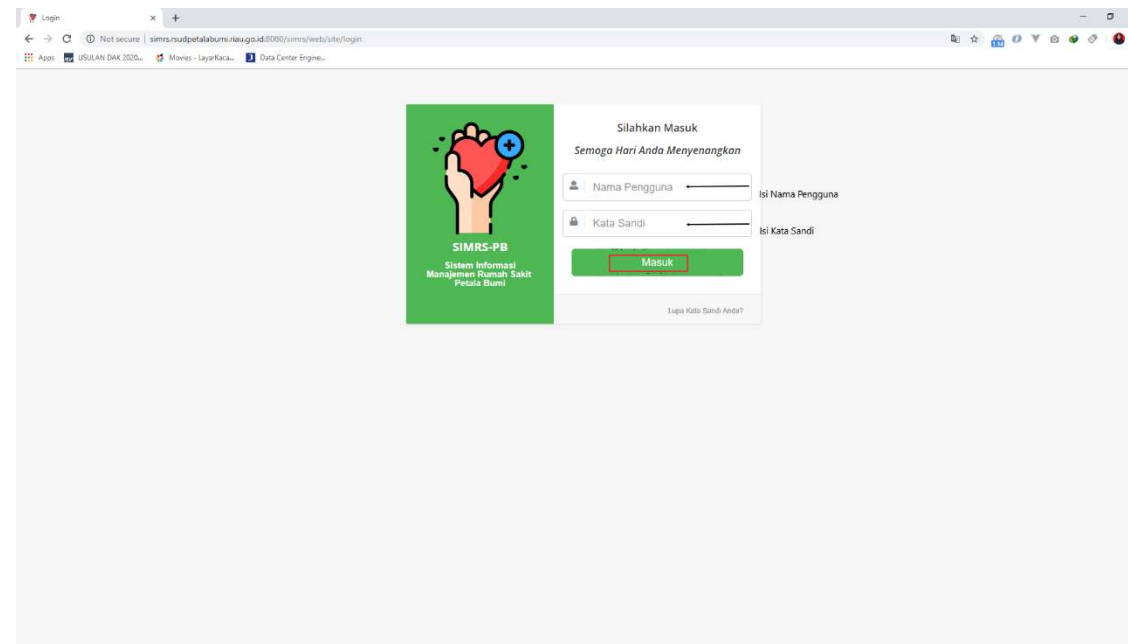 Login
Not secure | simrs.rsudpetalabumi.riau.go.id:8080/simrs/web/site/login
Apps USULAN DAK 2020... Movies - LayarKaca... Data Center Engine...
Silahkan Masuk
Semoga Hari Anda Menyenangkan
Nama Pengguna
Isi Nama Pengguna
Kata Sandi
Isi Kata Sandi
Masuk
SIMRS-PB
Sistem Informasi
Manajemen Rumah Sakit
Petala Bumi
Lupa Kata Sandi Anda?